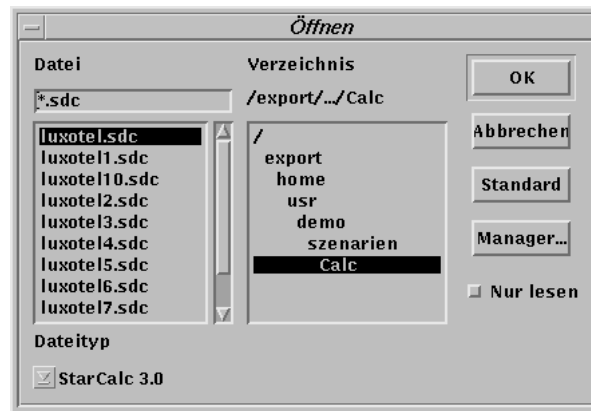 Öffnen
Datei
*.sdc
luxotel.sdc
luxotel1.sdc
luxotel10.sdc
luxotel2.sdc
luxotel3.sdc
luxotel4.sdc
luxotel5.sdc
luxotel6.sdc
luxotel7.sdc
Dateityp
StarCalc 3.0
Verzeichnis
/export/.../Calc
/
export
home
usr
demo
szenarien
Calc
OK
Abbrechen
Standard
Manager...
Nur lesen